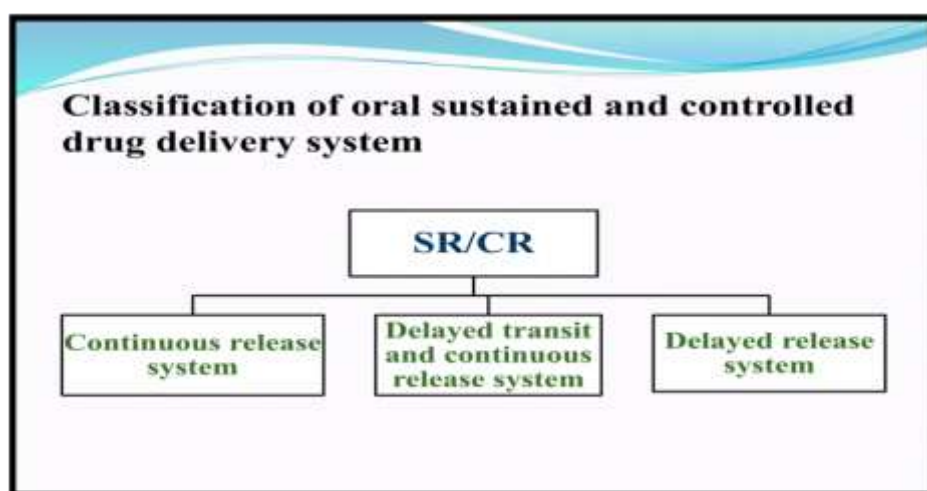 Classification of oral sustained and controlled
drug delivery system
SR/CR
Continuous release
system
Delayed transit
and continuous
release system
Delayed release
system